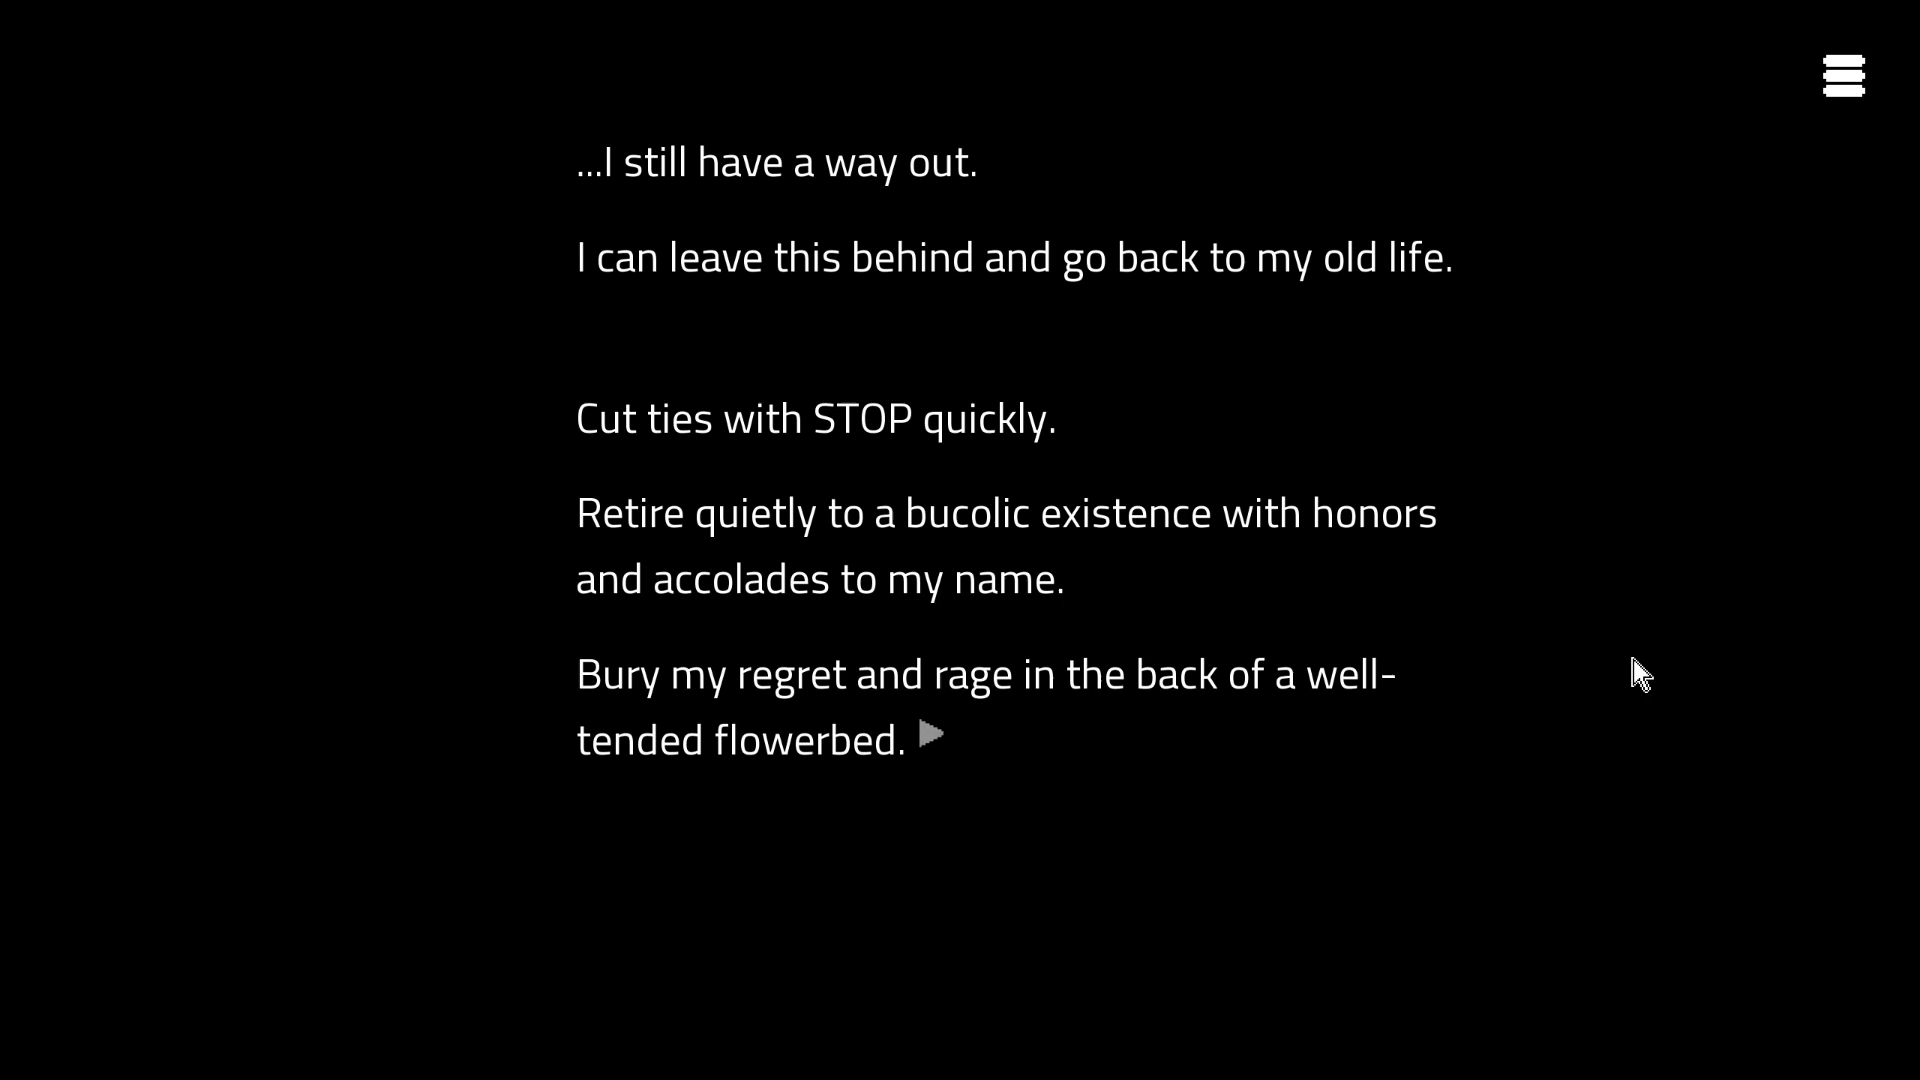 ...I still have a way out.
I can leave this behind and go back to my old life.
Cut ties with STOP quickly.
Retire quietly to a bucolic existence with honors
and accolades to my name.
Bury my regret and rage in the back of a well-
tended flowerbed.